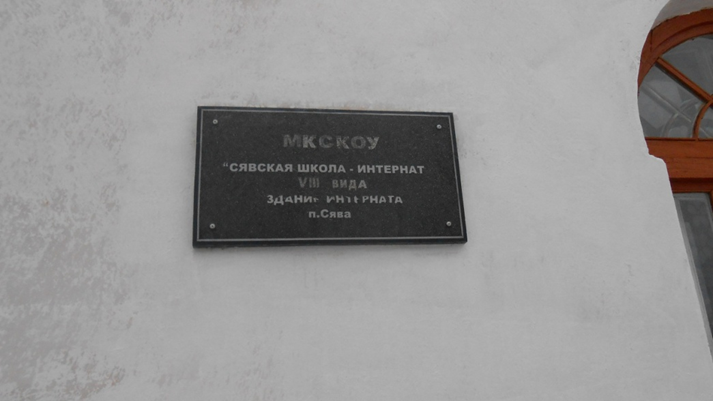 МКСКОУ
"СЯВСКАЯ ШКОЛА - ИНТЕРНАТ
VIII ВИДА
ЗДАНИЕ ИНТЕРНАТА
п.Сява